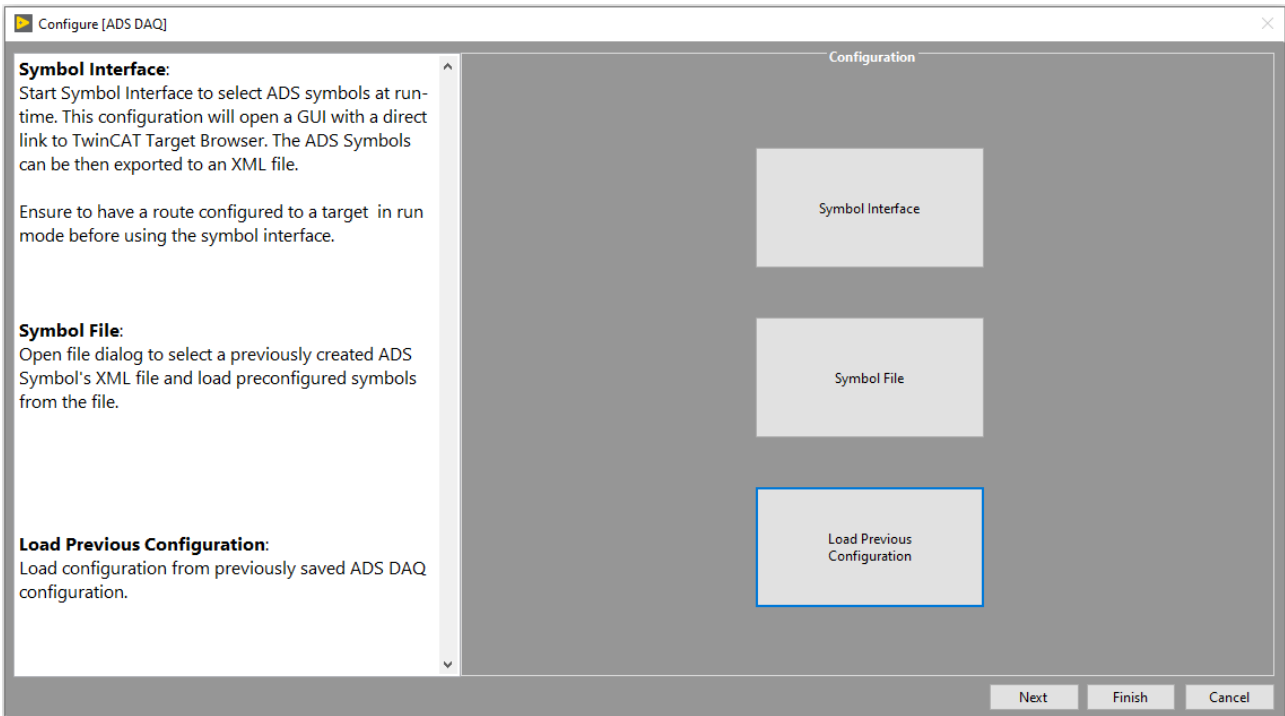 Configure [ADS DAQ]
Symbol Interface:
Start Symbol Interface to select ADS symbols at run-
time. This configuration will open a GUI with a direct
link to TwinCAT Target Browser. The ADS Symbols
can be then exported to an XML file.
Ensure to have a route configured to a target in run
mode before using the symbol interface.
Symbol File:
Open file dialog to select a previously created ADS
Symbol's XML file and load preconfigured symbols
from the file.
Load Previous Configuration:
Load configuration from previously saved ADS DAQ
configuration.
Configuration
Symbol Interface
Symbol File
Load Previous
Configuration
Next
Finish
Cancel